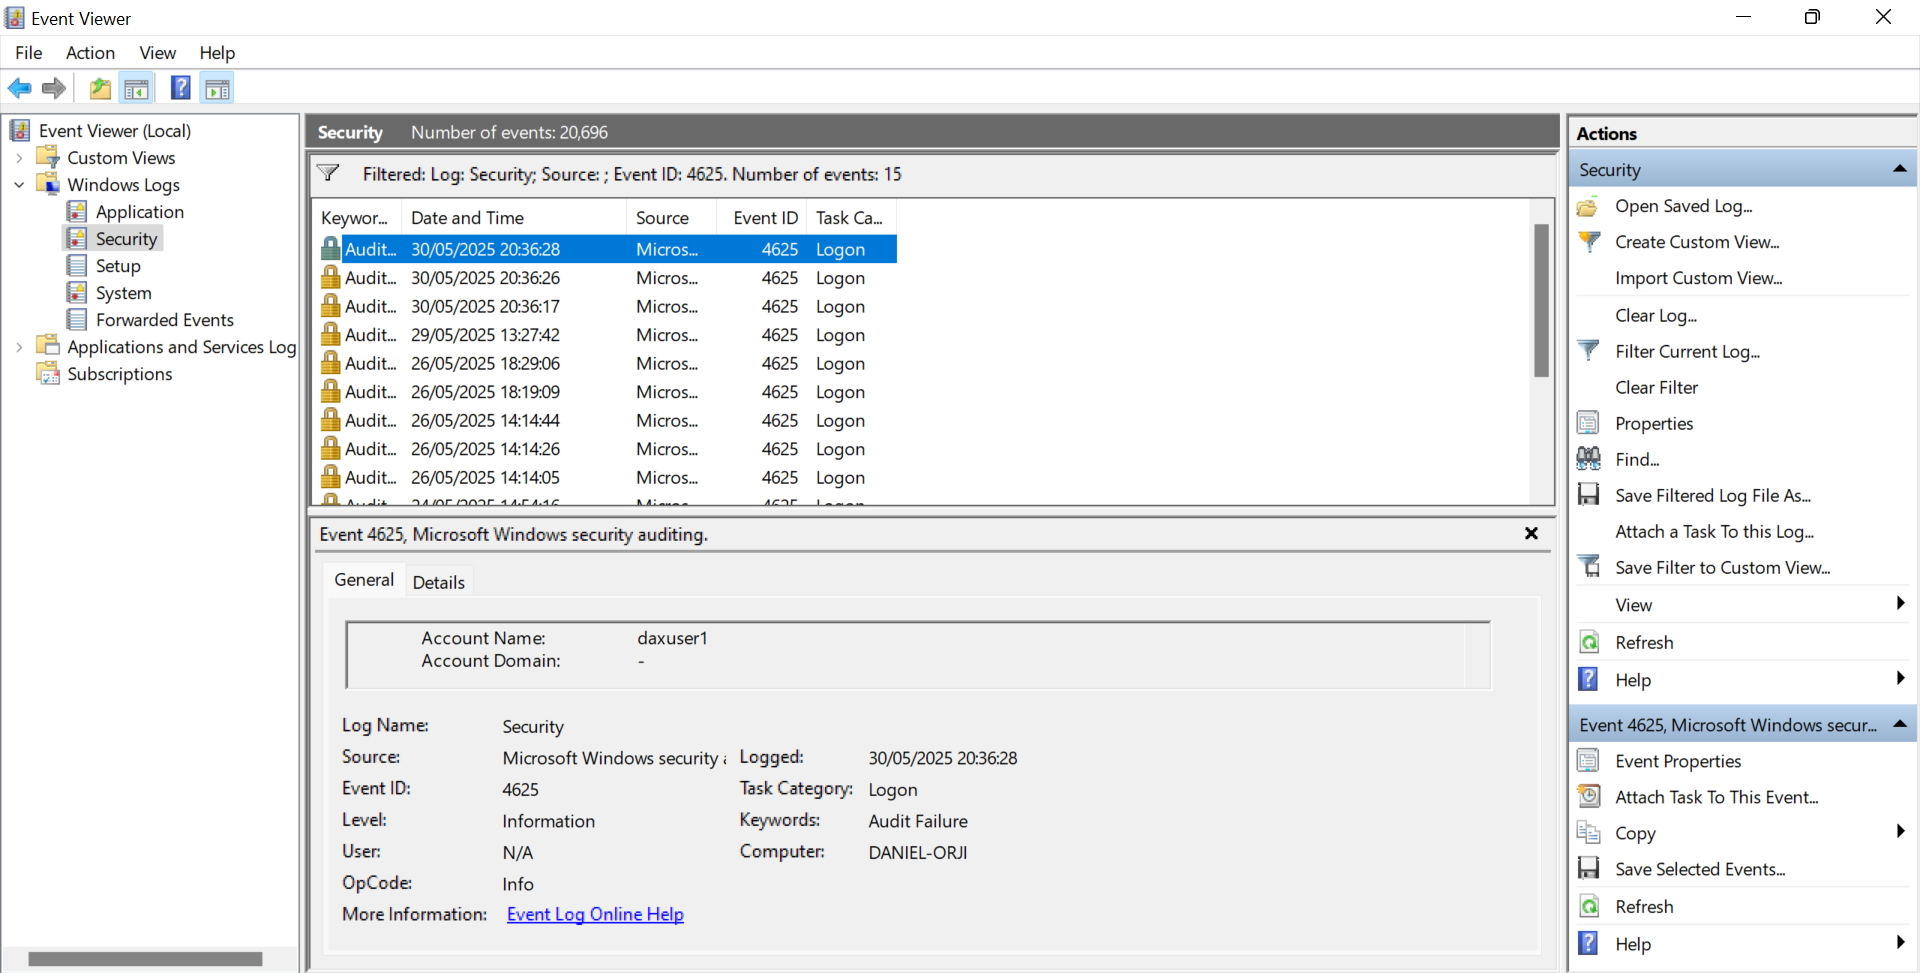 Event Viewer
File Action View Help
Event Viewer (Local)
Custom Views
Windows Logs
Application
Security
Setup
System
Forwarded Events
Applications and Services Log
Subscriptions
Security Number of events: 20,696
Filtered: Log: Security; Source: ; Event ID: 4625. Number of events: 15
Keywor... Date and Time Source Event ID Task Ca...
Audit... 30/05/2025 20:36:28 Micros... 4625 Logon
Audit... 30/05/2025 20:36:26 Micros... 4625 Logon
Audit... 30/05/2025 20:36:17 Micros... 4625 Logon
Audit... 29/05/2025 13:27:42 Micros... 4625 Logon
Audit... 26/05/2025 18:29:06 Micros... 4625 Logon
Audit... 26/05/2025 18:19:09 Micros... 4625 Logon
Audit... 26/05/2025 14:14:44 Micros... 4625 Logon
Audit... 26/05/2025 14:14:26 Micros... 4625 Logon
Audit... 26/05/2025 14:14:05 Micros... 4625 Logon
Event 4625, Microsoft Windows security auditing.
General Details
Account Name: daxuser1
Account Domain: -
Log Name: Security
Source: Microsoft Windows security Logged: 30/05/2025 20:36:28
Event ID: 4625 Task Category: Logon
Level: Information Keywords: Audit Failure
User: N/A Computer: DANIEL-ORJI
OpCode: Info
More Information: Event Log Online Help
Actions
Security
Open Saved Log...
Create Custom View...
Import Custom View...
Clear Log...
Filter Current Log...
Clear Filter
Properties
Find...
Save Filtered Log File As...
Attach a Task To this Log...
Save Filter to Custom View...
View
Refresh
Help
Event 4625, Microsoft Windows secur...
Event Properties
Attach Task To This Event...
Copy
Save Selected Events...
Refresh
Help